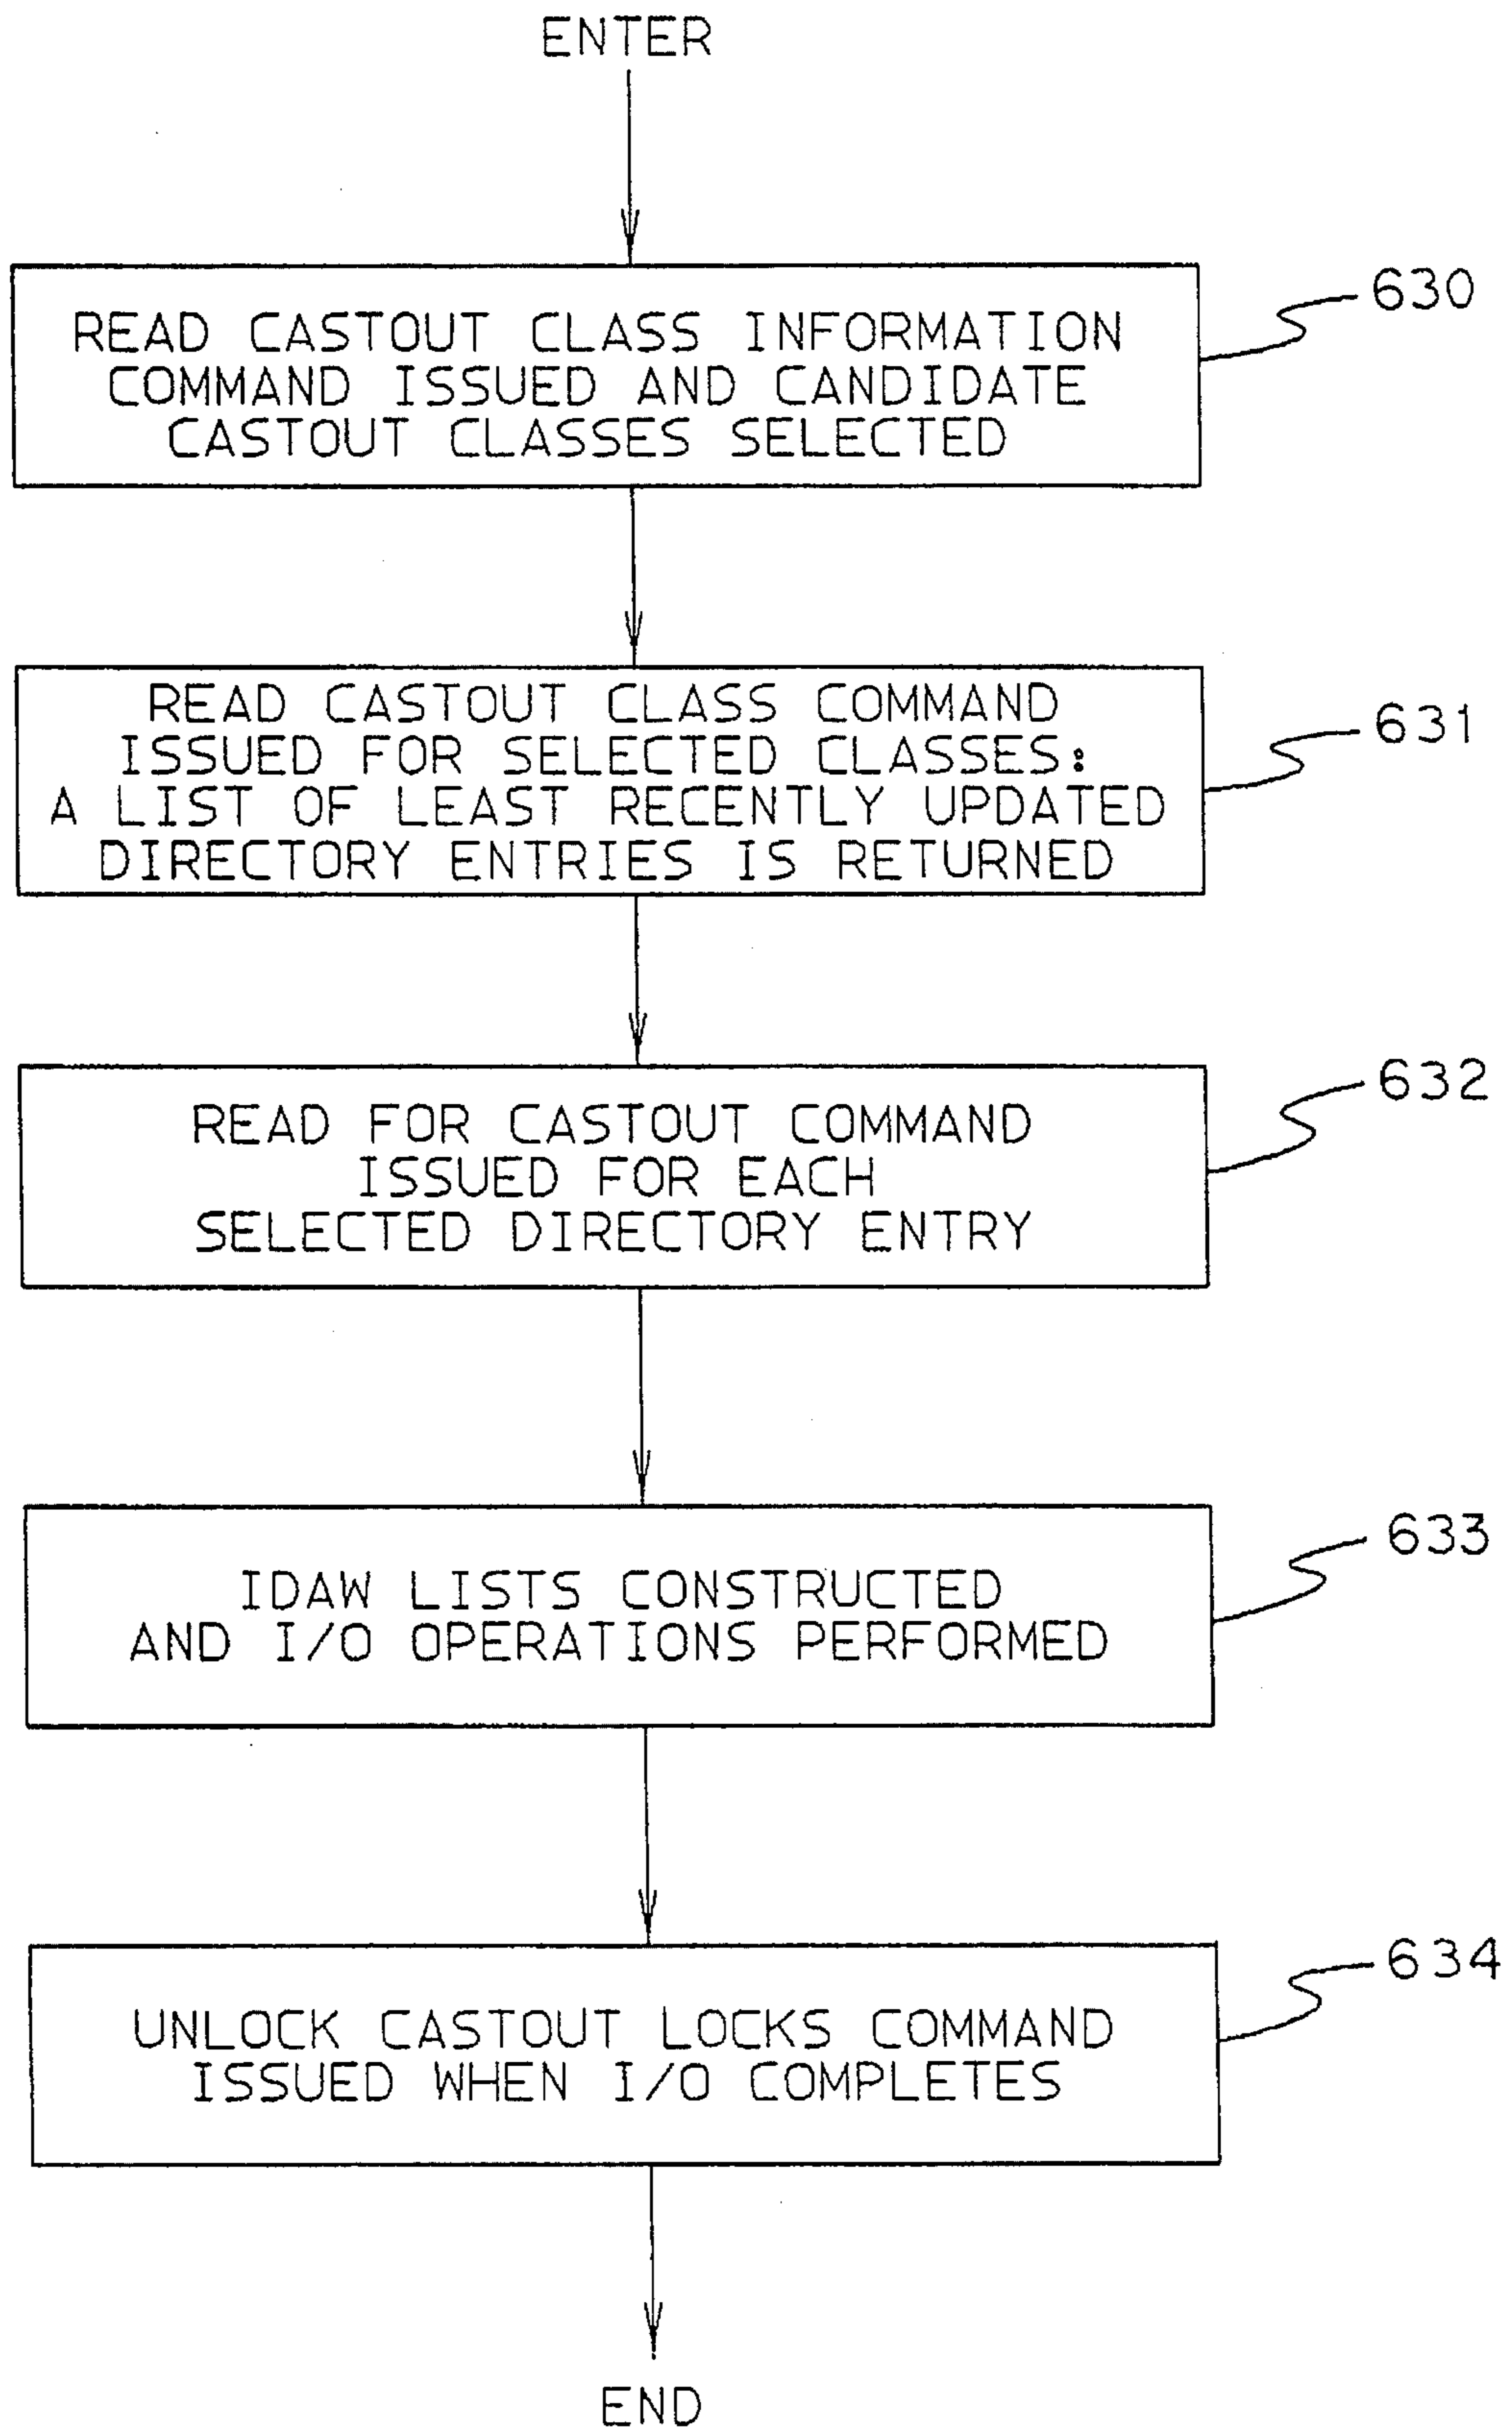 ENTER
READ CASTOUT CLASS INFORMATION
COMMAND ISSUED AND CANDIDATE
CASTOUT CLASSES SELECTED
630
READ CASTOUT CLASS COMMAND
ISSUED FOR SELECTED CLASSES:
A LIST OF LEAST RECENTLY UPDATED
DIRECTORY ENTRIES IS RETURNED
631
READ FOR CASTOUT COMMAND
ISSUED FOR EACH
SELECTED DIRECTORY ENTRY
632
IDAW LISTS CONSTRUCTED
AND I/O OPERATIONS PERFORMED
633
UNLOCK CASTOUT LOCKS COMMAND
ISSUED WHEN I/O COMPLETES
634
END